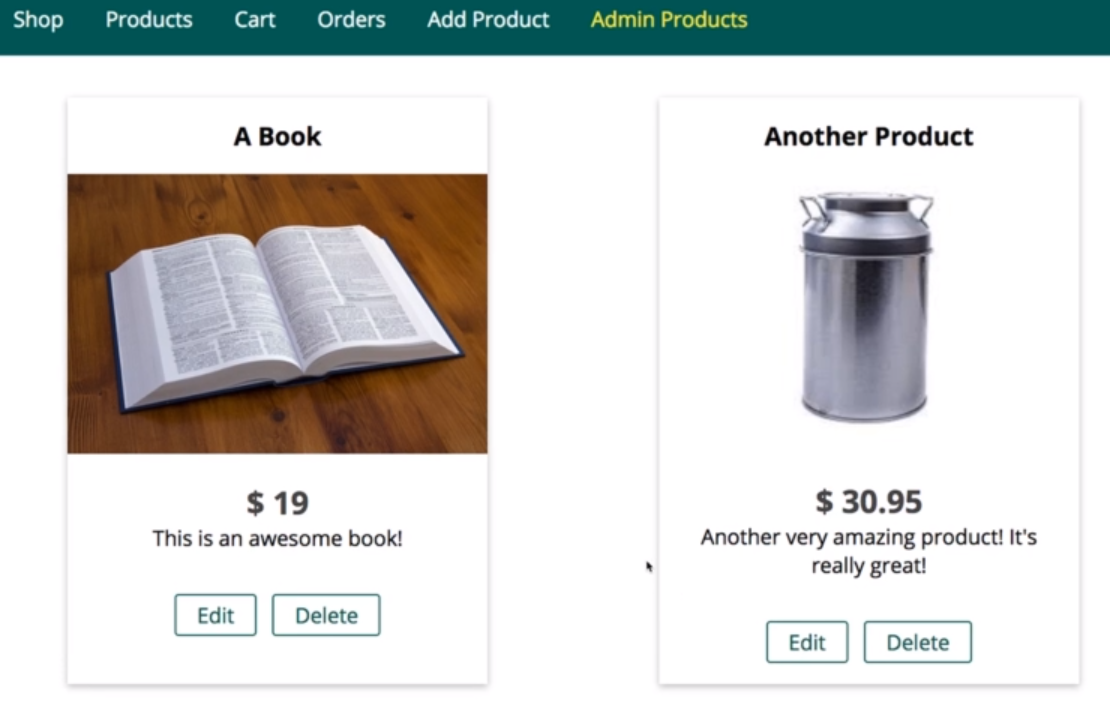 Shop Products Cart Orders Add Product Admin Products
A Book
$ 19
This is an awesome book!
Edit Delete
Another Product
$ 30.95
Another very amazing product! It's
really great!
Edit Delete